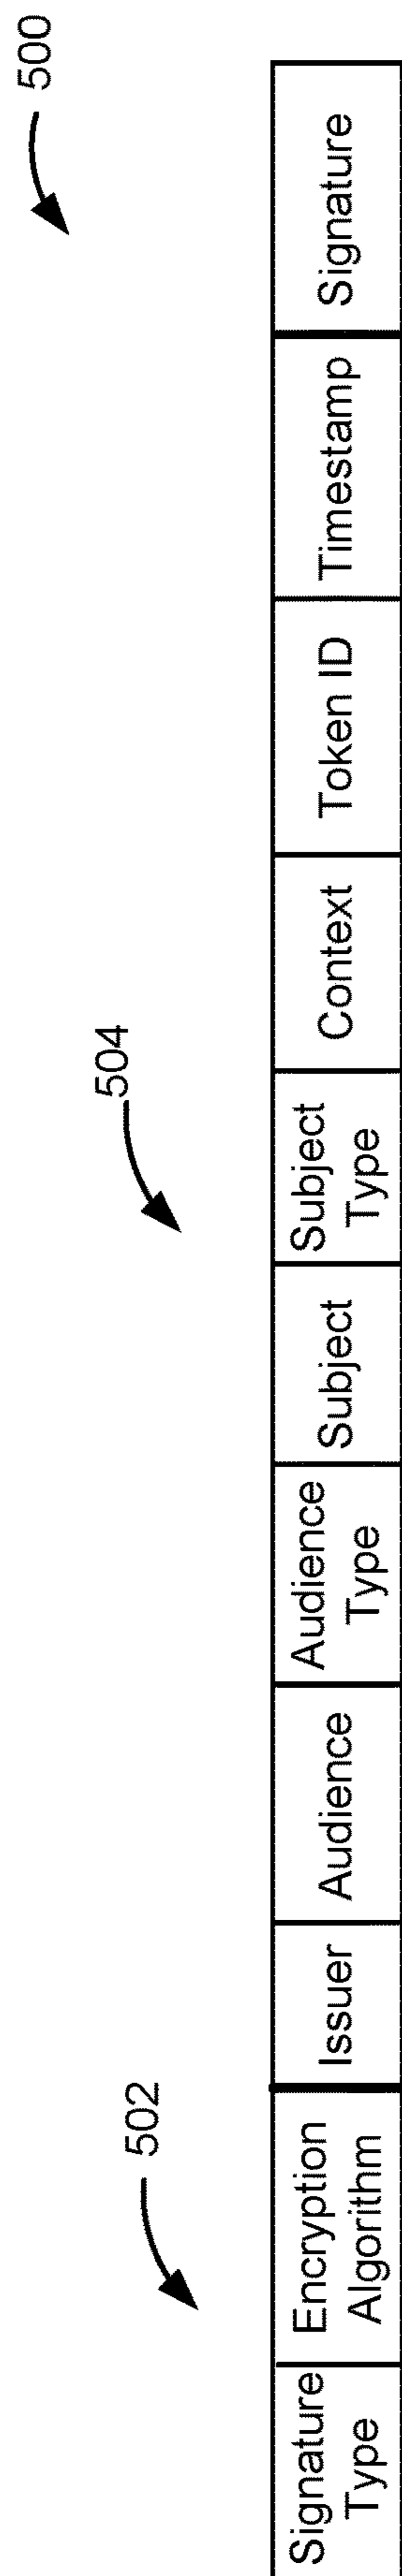 500
504
502
Signature
Type
Encryption
Algorithm
Issuer
Audience
Audience
Type
Subject
Subject
Type
Context
Token ID
Timestamp
Signature